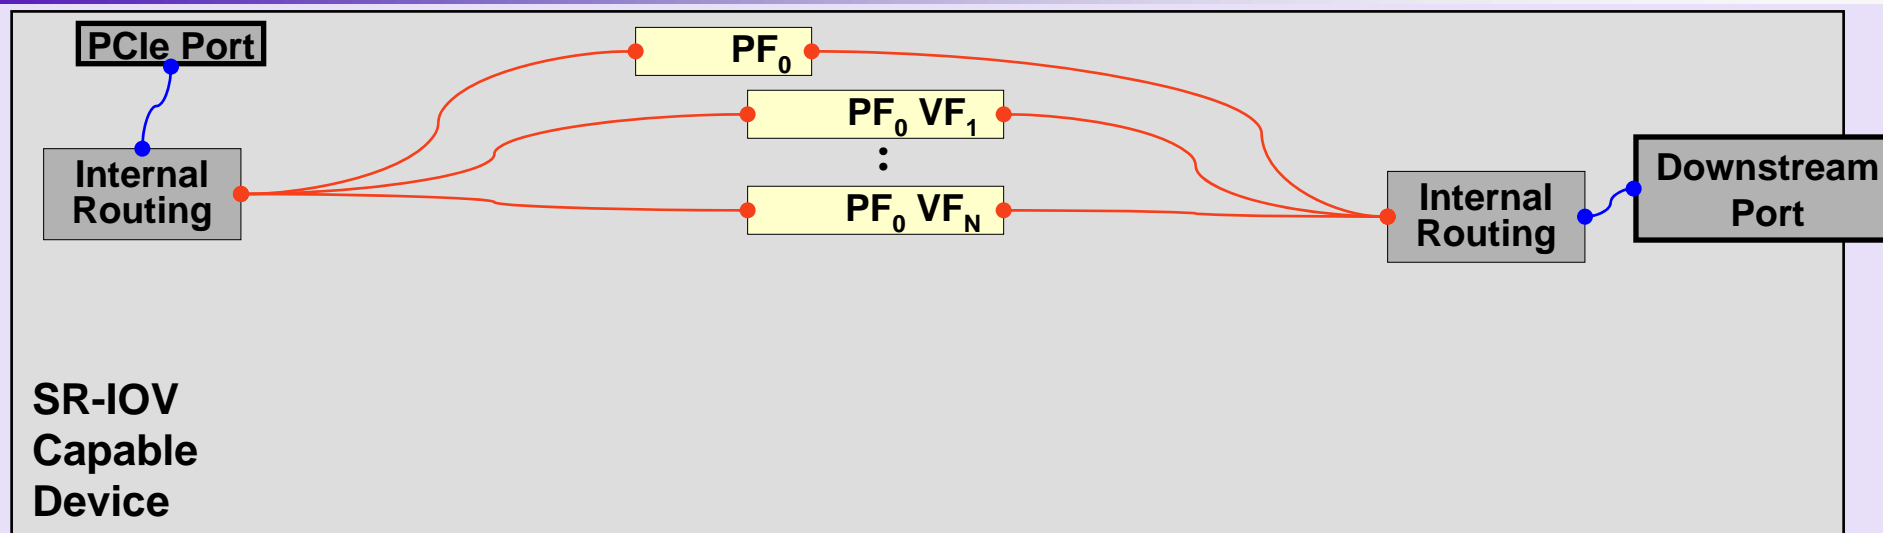 PCIe Port
PF0
PF0 VF1
:
PF0 VFN
Internal
Routing
Internal
Routing
Downstream
Port
SR-IOV
Capable
Device